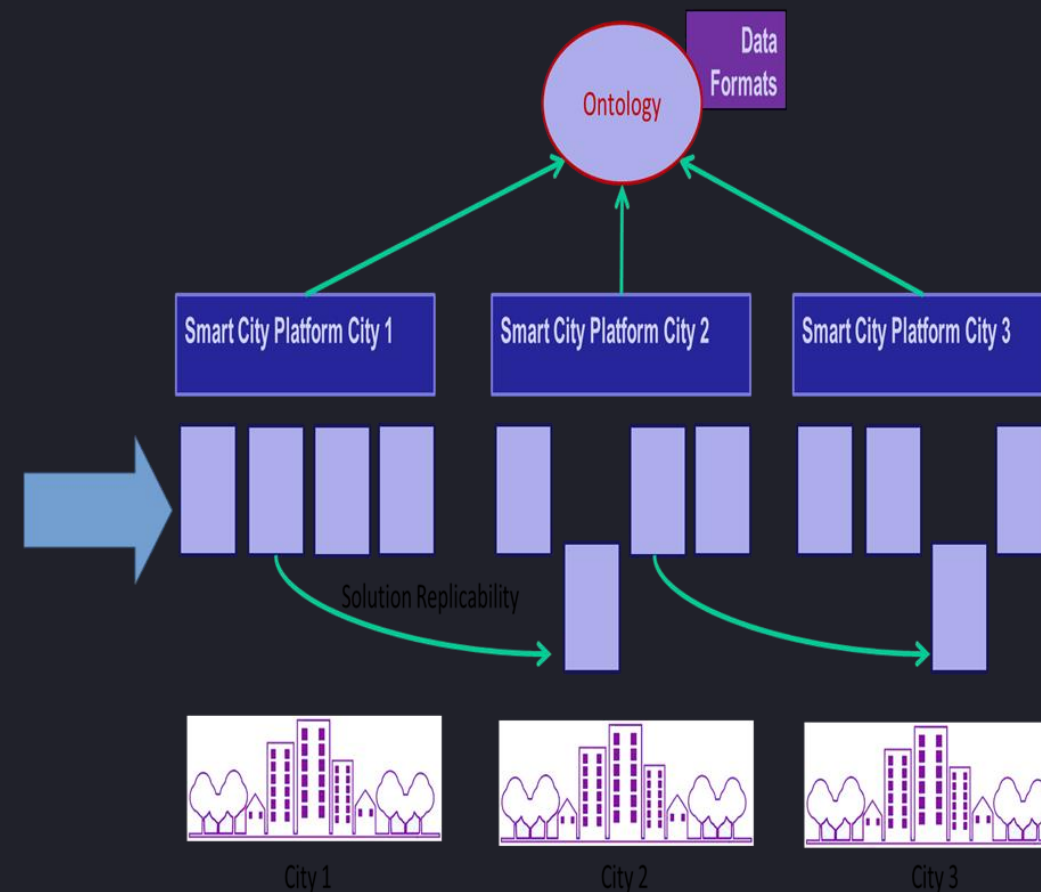 Data
Formats
Ontology
Smart City Platform City 1
Smart City Platform City 2
Smart City Platform City 3
Solution Replicability
City 1
City 2
City 3